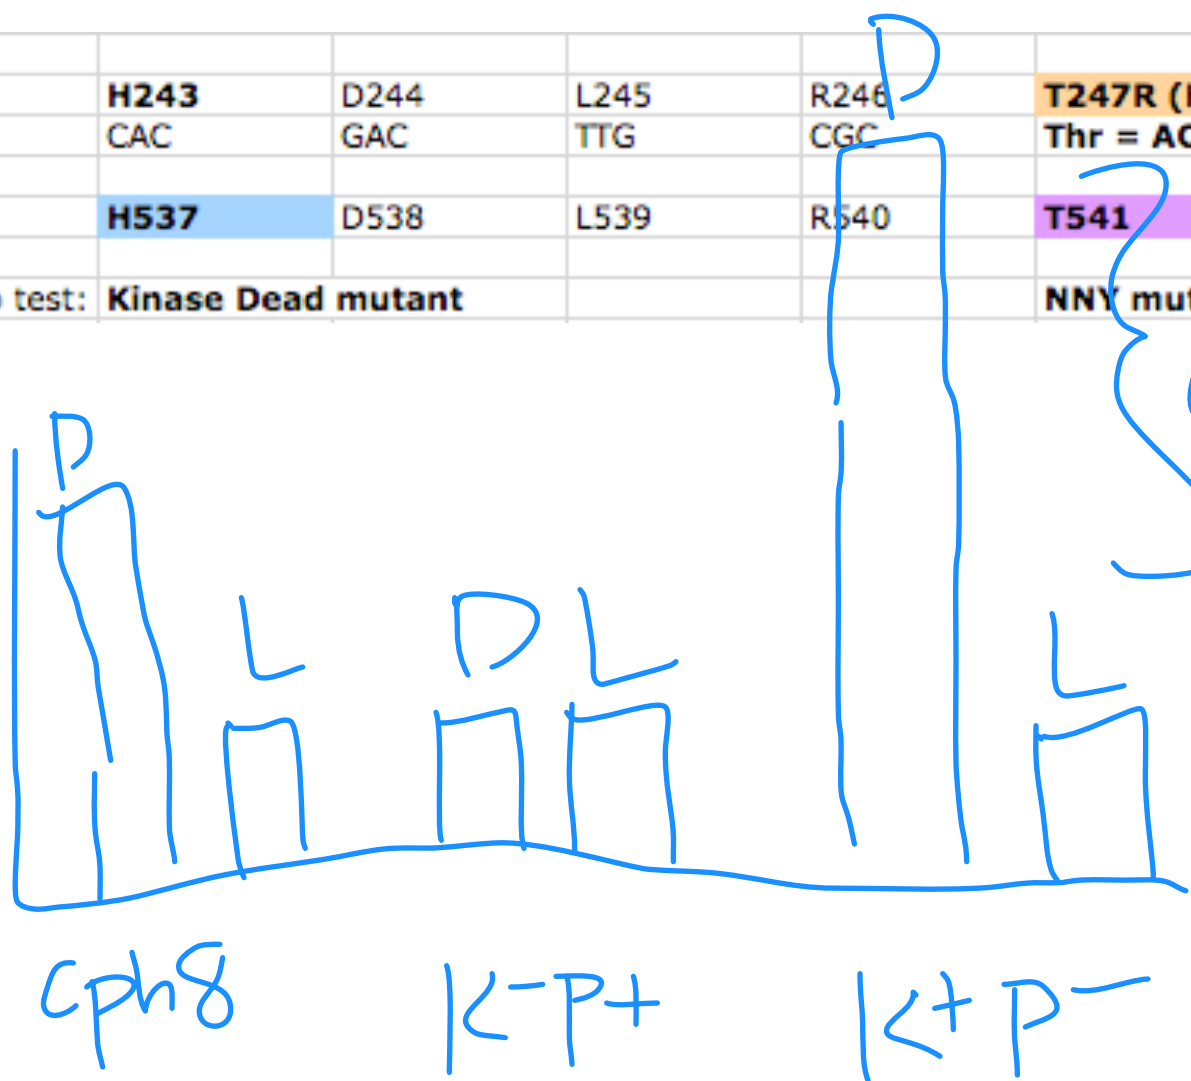 D
H243 D244 L245 R246 T247R (
CAC GAC TTG CGC Thr = AC
H537 D538 L539 R540 T541
test: Kinase Dead mutant NNY mut
D
L D L L
cph8 K-P+ K+P-